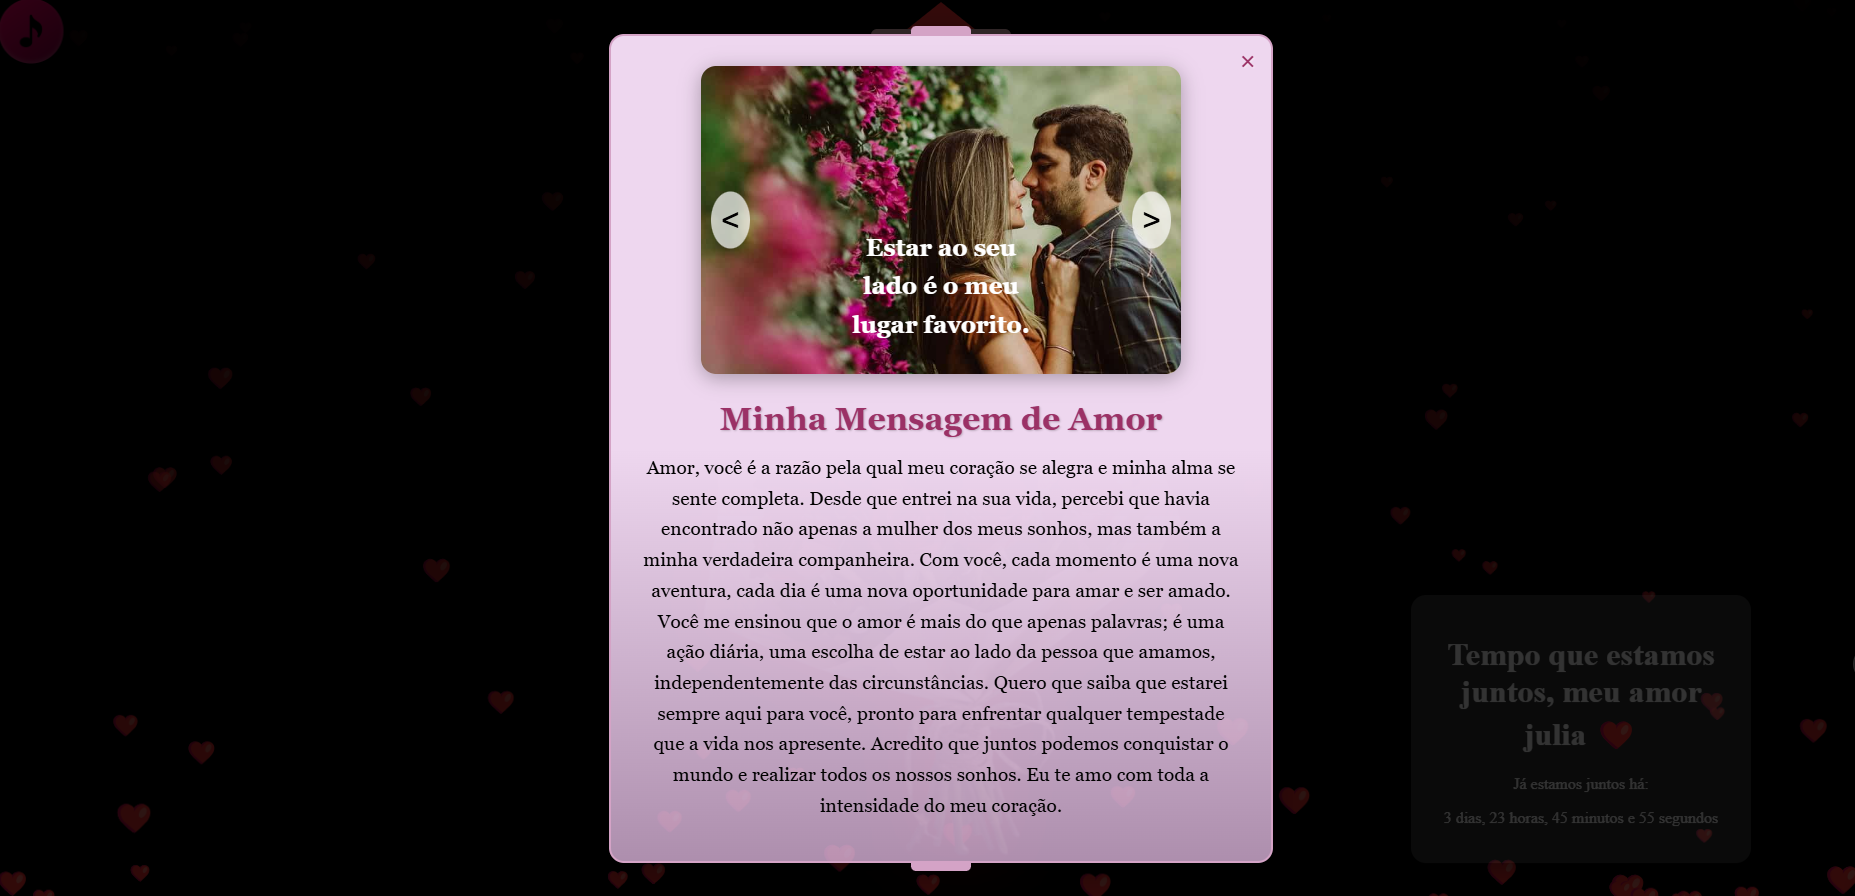 ×
<
>
Estar ao seu
lado é o meu
lugar favorito.
Minha Mensagem de Amor
Amor, você é a razão pela qual meu coração se alegra e minha alma se
sente completa. Desde que entrei na sua vida, percebi que havia
encontrado não apenas a mulher dos meus sonhos, mas também a
minha verdadeira companheira. Com você, cada momento é uma nova
aventura, cada dia é uma nova oportunidade para amar e ser amado.
Você me ensinou que o amor é mais do que apenas palavras; é uma
ação diária, uma escolha de estar ao lado da pessoa que amamos,
independentemente das circunstâncias. Quero que saiba que estarei
sempre aqui para você, pronto para enfrentar qualquer tempestade
que a vida nos apresente. Acredito que juntos podemos conquistar o
mundo e realizar todos os nossos sonhos. Eu te amo com toda a
intensidade do meu coração.
Tempo que estamos
juntos, meu amor
julia
Já estamos juntos há:
3 dias, 23 horas, 45 minutos e 55 segundos